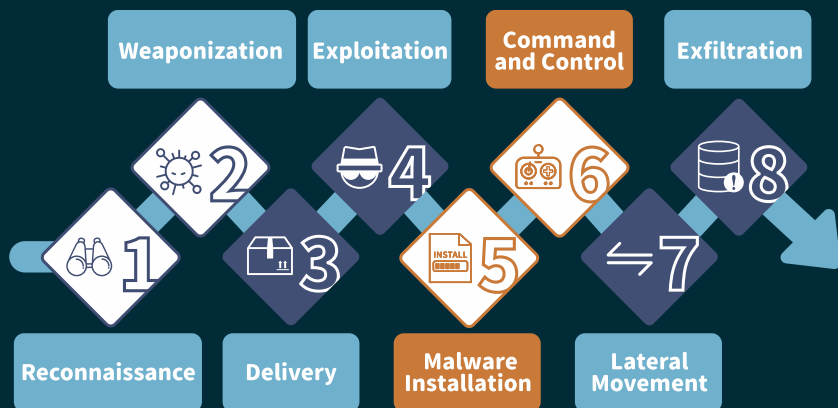 Weaponization
Exploitation
Command
and Control
Exfiltration
2
4
6
8
1
3
INSTALL
5
7
Reconnaissance
Delivery
Malware
Installation
Lateral
Movement